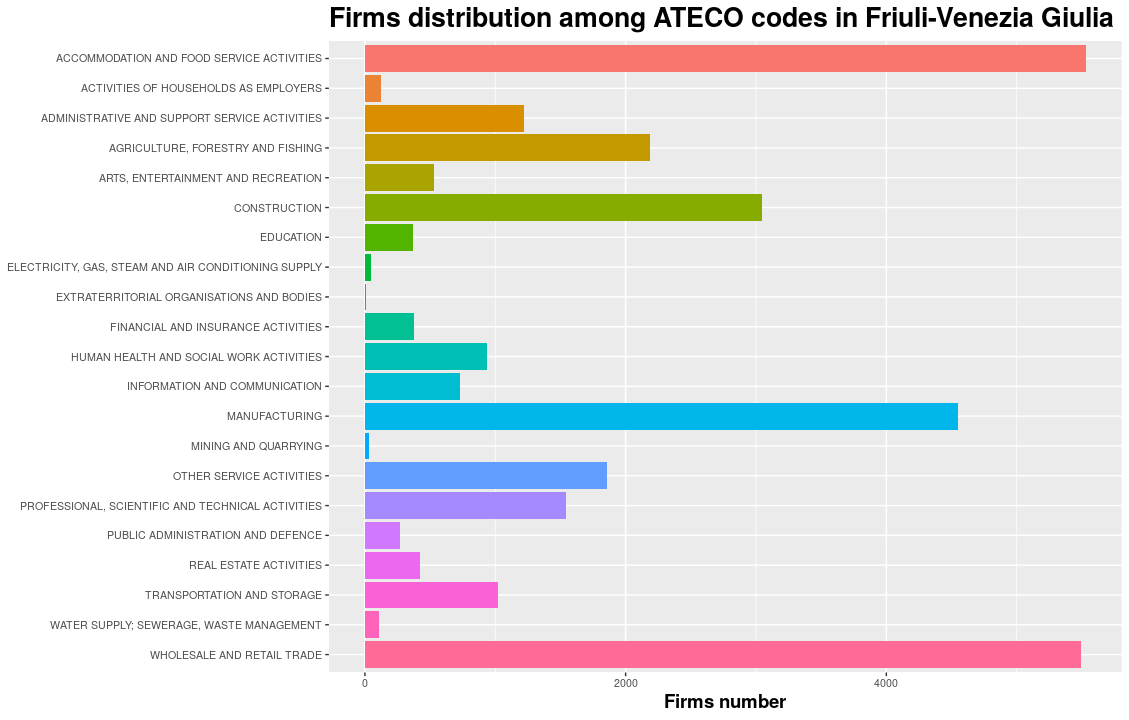 Firms distribution among ATECO codes in Friuli-Venezia Giulia
ACCOMMODATION AND FOOD SERVICE ACTIVITIES
ACTIVITIES OF HOUSEHOLDS AS EMPLOYERS
ADMINISTRATIVE AND SUPPORT SERVICE ACTIVITIES
AGRICULTURE, FORESTRY AND FISHING
ARTS, ENTERTAINMENT AND RECREATION
CONSTRUCTION
EDUCATION
ELECTRICITY, GAS, STEAM AND AIR CONDITIONING SUPPLY
EXTRATERRITORIAL ORGANISATIONS AND BODIES
FINANCIAL AND INSURANCE ACTIVITIES
HUMAN HEALTH AND SOCIAL WORK ACTIVITIES
INFORMATION AND COMMUNICATION
MANUFACTURING
MINING AND QUARRYING
OTHER SERVICE ACTIVITIES
PROFESSIONAL, SCIENTIFIC AND TECHNICAL ACTIVITIES
PUBLIC ADMINISTRATION AND DEFENCE
REAL ESTATE ACTIVITIES
TRANSPORTATION AND STORAGE
WATER SUPPLY; SEWERAGE, WASTE MANAGEMENT
WHOLESALE AND RETAIL TRADE
0 2000 4000
Firms number